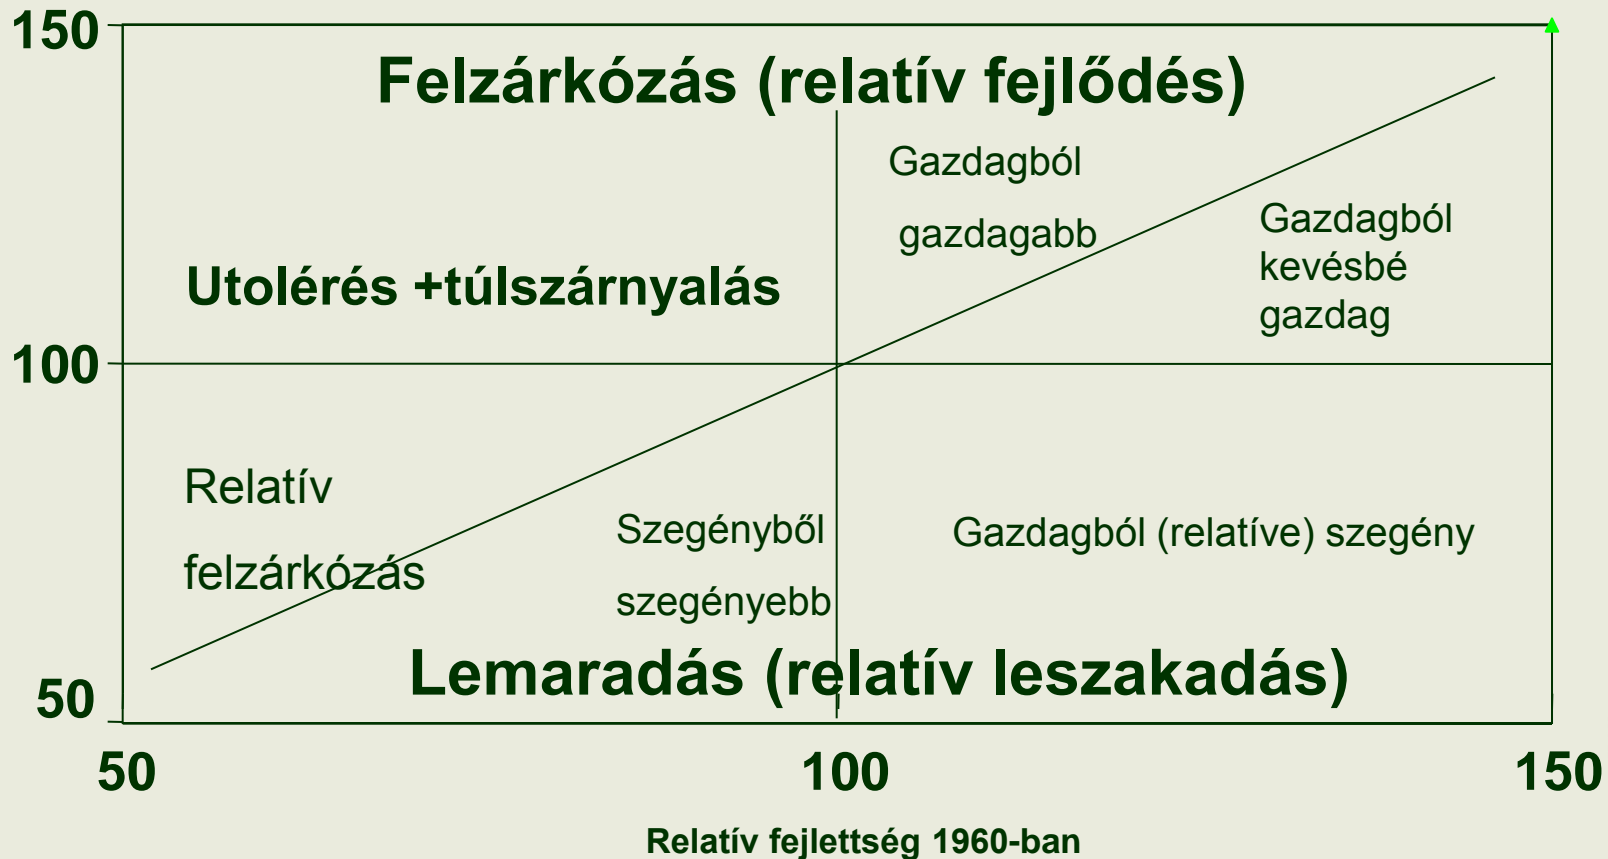 150
Felzárkózás (relatív fejlődés)
Gazdagból
gazdagabb
Gazdagból
kevésbé
gazdag
Utolérés +túlszárnyalás
100
Relatív
felzárkózás
Szegényből
szegényebb
Gazdagból (relatíve) szegény
Lemaradás (relatív leszakadás)
50
50
100
150
Relatív fejlettség 1960-ban